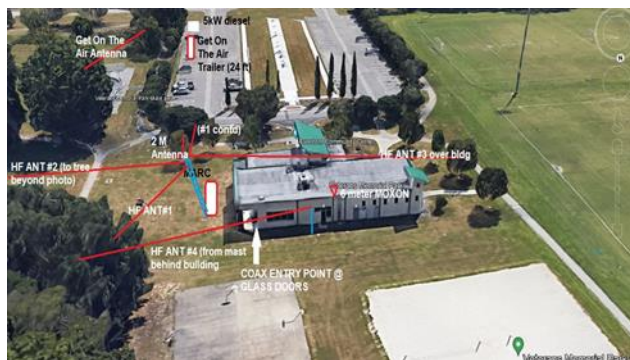 5kW diesel
Get On The
Air Antenna
Get On
The Air
Trailer (24 ft)
(#1 contd)
2 M
Antenna
HF ANT #2 (to tree
beyond photo)
MARC
HF ANT #3 over bldg
6 meter MOXON
HF ANT#1
HF ANT #4 (from mast
behind building
COAX ENTRY POINT @
GLASS DOORS
Veterans Memorial Park